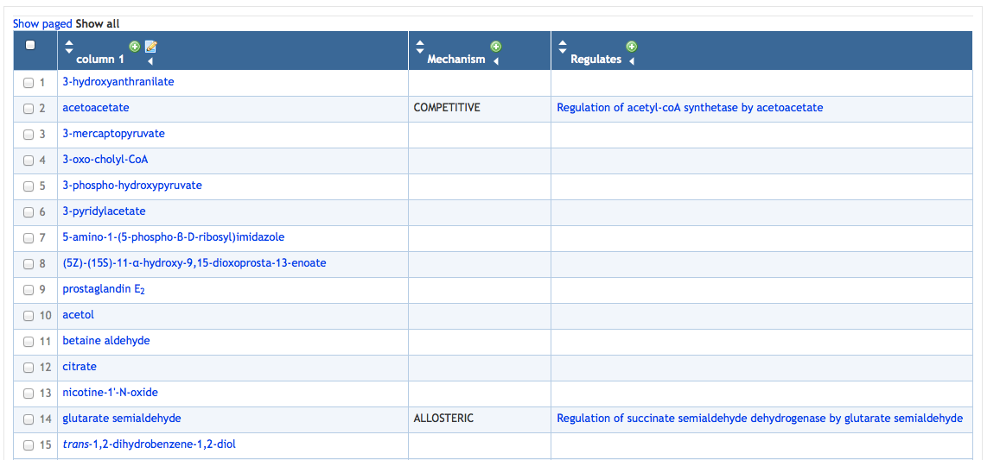 Show paged Show all
column 1 Mechanism Regulates
1 3-hydroxyanthranilate
2 acetoacetate COMPETITIVE Regulation of acetyl-coA synthetase by acetoacetate
3 3-mercaptopyruvate
4 3-oxo-cholyl-CoA
5 3-phospho-hydroxypyruvate
6 3-pyridylacetate
7 5-amino-1-(5-phospho-β-D-ribosyl)imidazole
8 (5Z)-(15S)-11-α-hydroxy-9,15-dioxoprosta-13-enoate
9 prostaglandin E₂
10 acetol
11 betaine aldehyde
12 citrate
13 nicotine-1'-N-oxide
14 glutarate semialdehyde ALLOSTERIC Regulation of succinate semialdehyde dehydrogenase by glutarate semialdehyde
15 trans-1,2-dihydrobenzene-1,2-diol